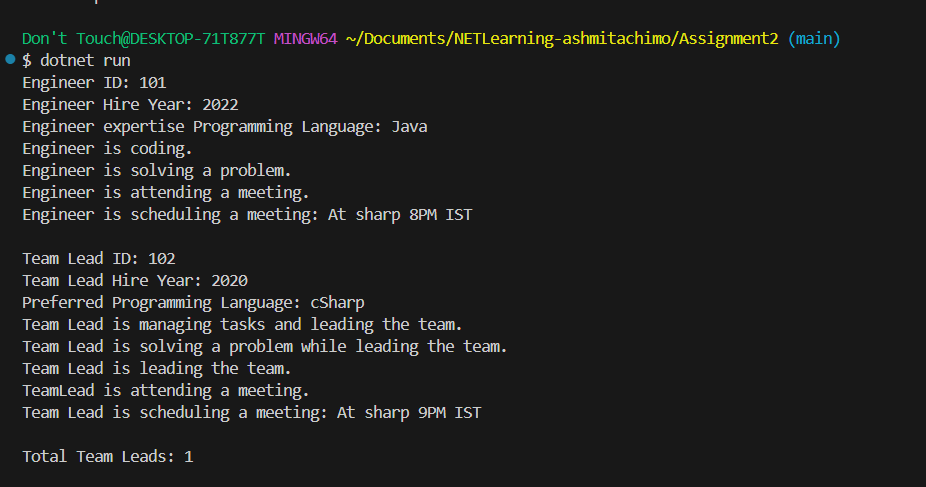 Don't Touch@DESKTOP-71T877T MINGW64 ~/Documents/NETLearning-ashmitachimo/Assignment2 (main)
$ dotnet run
Engineer ID: 101
Engineer Hire Year: 2022
Engineer expertise Programming Language: Java
Engineer is coding.
Engineer is solving a problem.
Engineer is attending a meeting.
Engineer is scheduling a meeting: At sharp 8PM IST
Team Lead ID: 102
Team Lead Hire Year: 2020
Preferred Programming Language: cSharp
Team Lead is managing tasks and leading the team.
Team Lead is solving a problem while leading the team.
Team Lead is leading the team.
TeamLead is attending a meeting.
Team Lead is scheduling a meeting: At sharp 9PM IST
Total Team Leads: 1